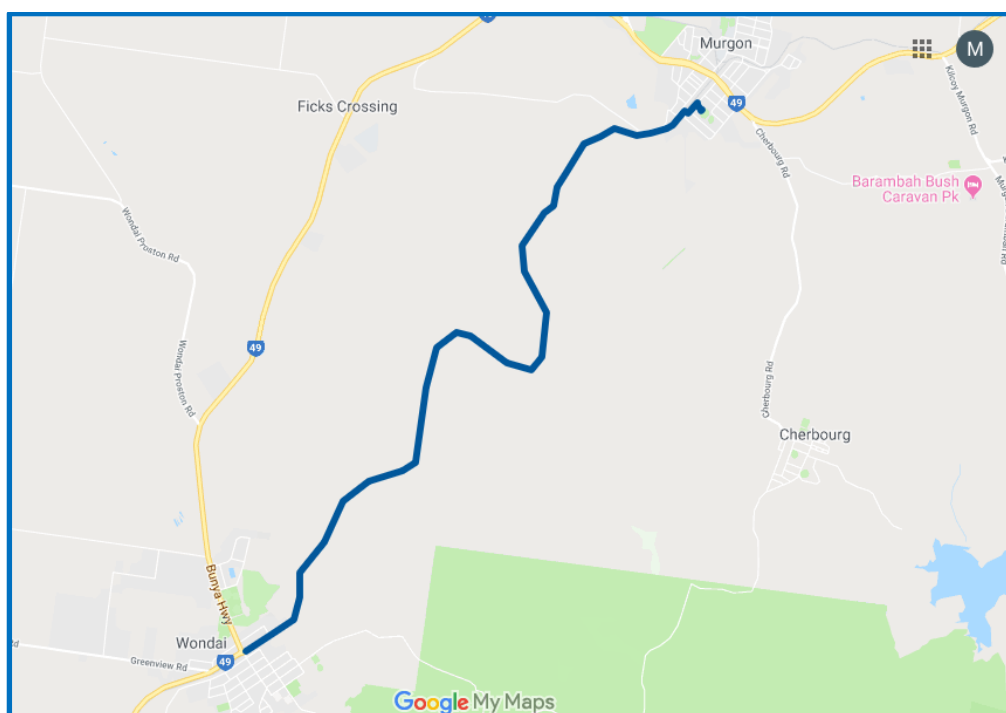 49
Murgon
M
Ficks Crossing
49
Kilcoy Murgon Rd
Cherbourg Rd
Barambah Bush
Caravan Pk
Wondai Proston Rd
49
Wondai Proston Rd
Cherbourg Rd
Cherbourg
Bunya Hwy
Wondai
49
Greenview Rd
Google My Maps